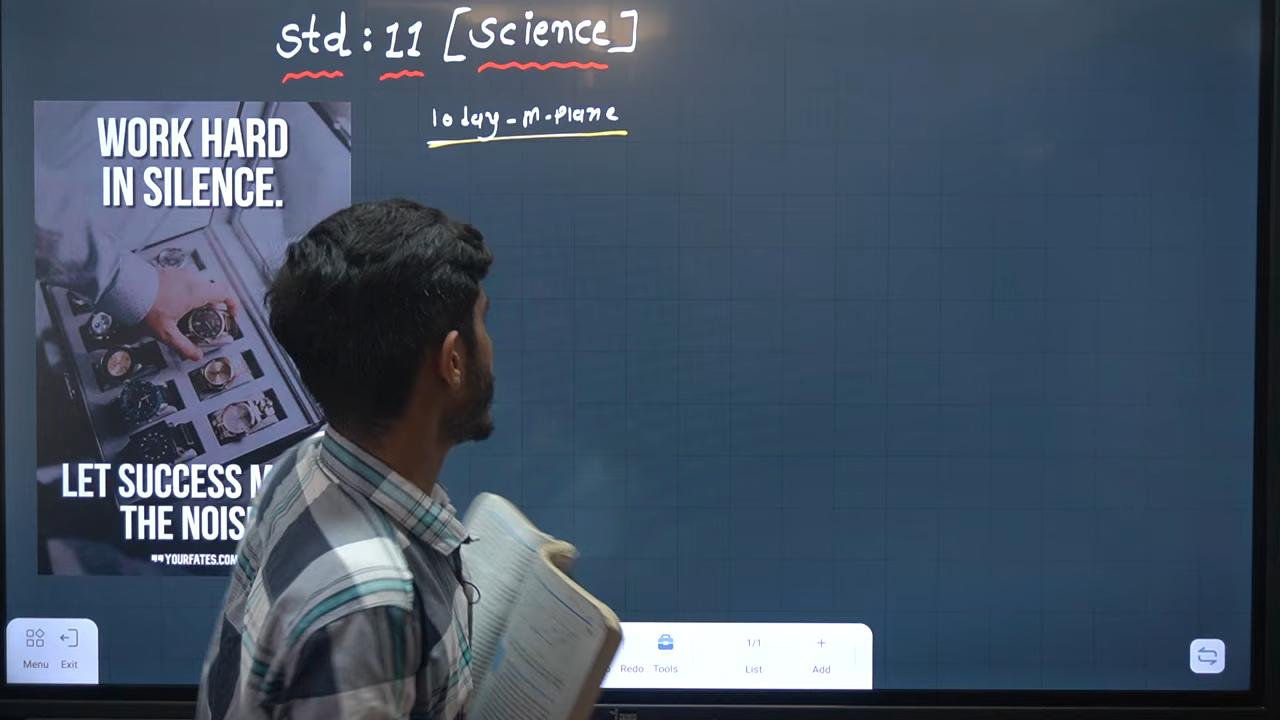 std : 11 [science]
10 day - m.plane
WORK HARD
IN SILENCE.
LET SUCCESS M
THE NOIS
❞YOURFATES.COM
Menu Exit Redo Tools 1/1 List + Add